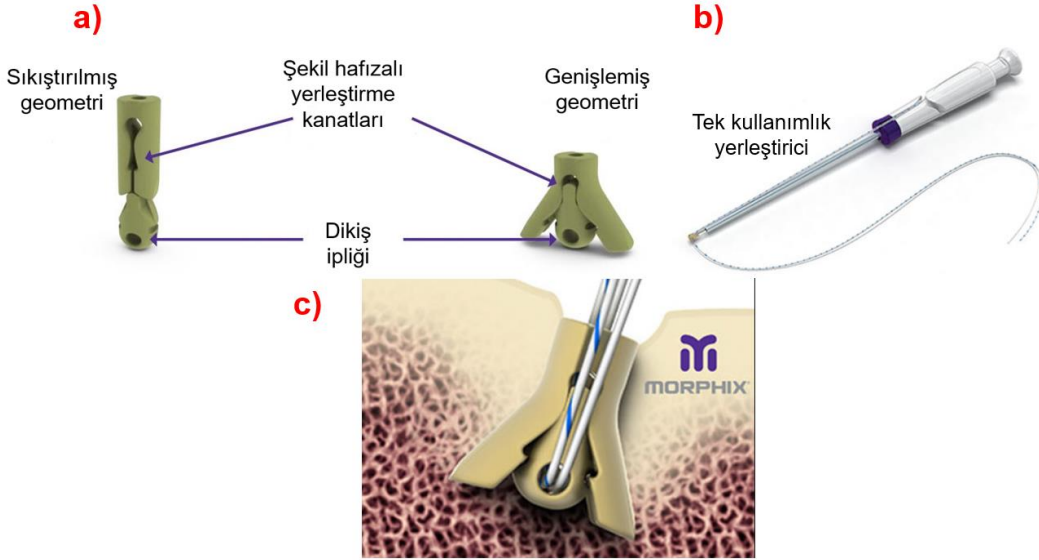 a)
Sıkıştırılmış
geometri
Şekil hafızalı
yerleştirme
kanatları
Genişlemiş
geometri
Dikiş
ipliği
b)
Tek kullanımlık
yerleştirici
c)
MORPHIX